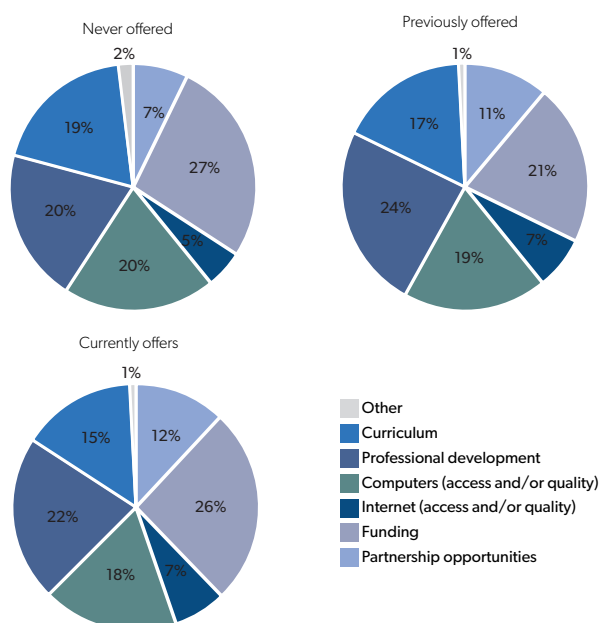 Never offered
2%
7%
19%
27%
20%
5%
20%
Previously offered
1%
11%
17%
21%
24%
7%
19%
Currently offers
1%
12%
15%
26%
22%
7%
18%
Other
Curriculum
Professional development
Computers (access and/or quality)
Internet (access and/or quality)
Funding
Partnership opportunities